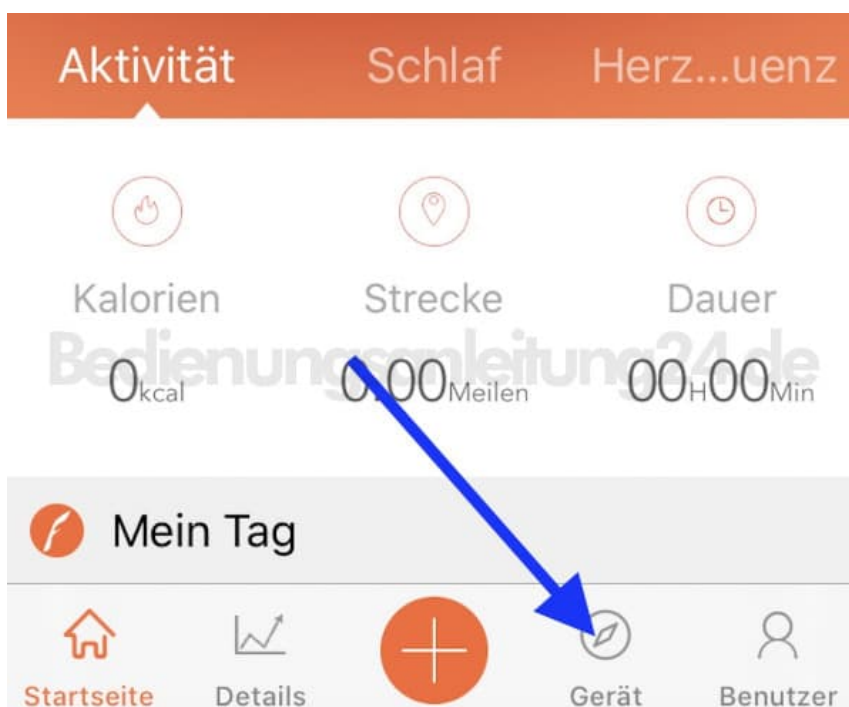 Aktivität Schlaf Herz...uenz
Kalorien Strecke Dauer
Bedienungsanleitung24.de
0kcal 0,00Meilen 00H00Min
Mein Tag
Startseite Details Gerät Benutzer